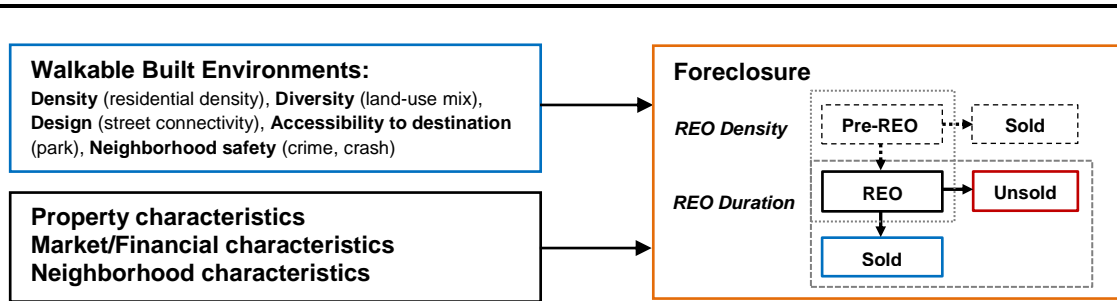 Walkable Built Environments:
Density (residential density), Diversity (land-use mix),
Design (street connectivity), Accessibility to destination
(park), Neighborhood safety (crime, crash)
Property characteristics
Market/Financial characteristics
Neighborhood characteristics
Foreclosure
REO Density
Pre-REO
Sold
REO Duration
REO
Unsold
Sold